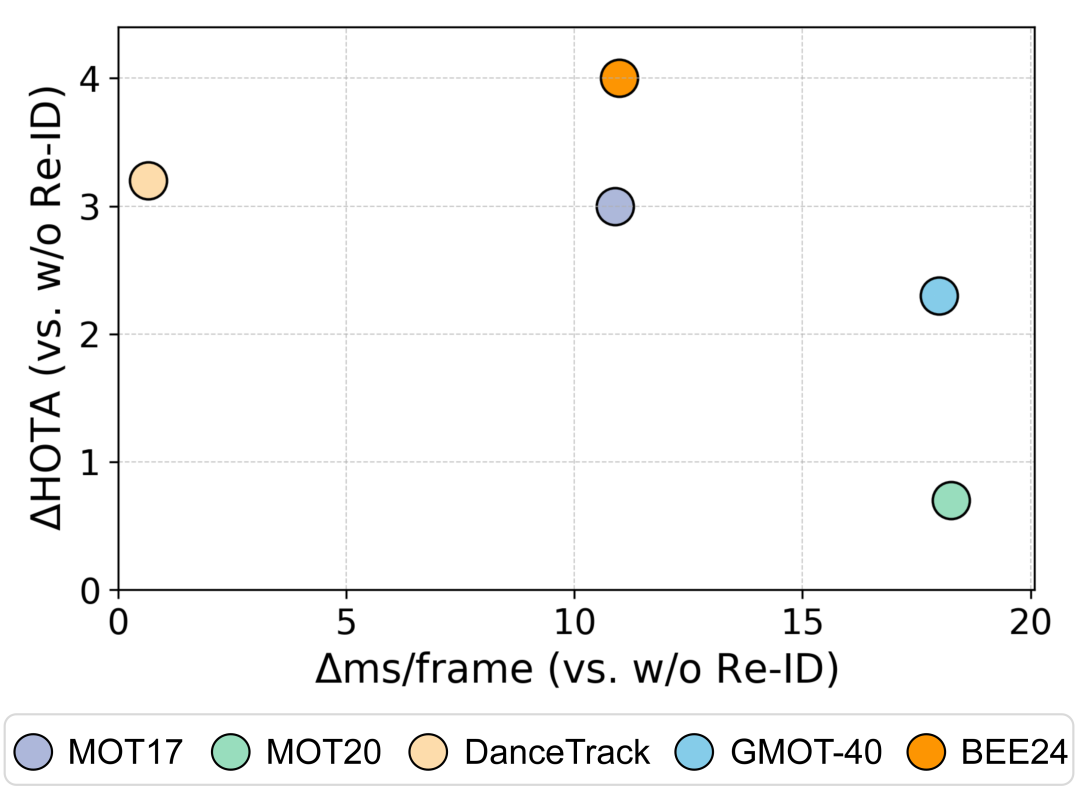 4
3
2
1
0
ΔHOTA (vs. w/o Re-ID)
0 5 10 15 20
Δms/frame (vs. w/o Re-ID)
MOT17 MOT20 DanceTrack GMOT-40 BEE24